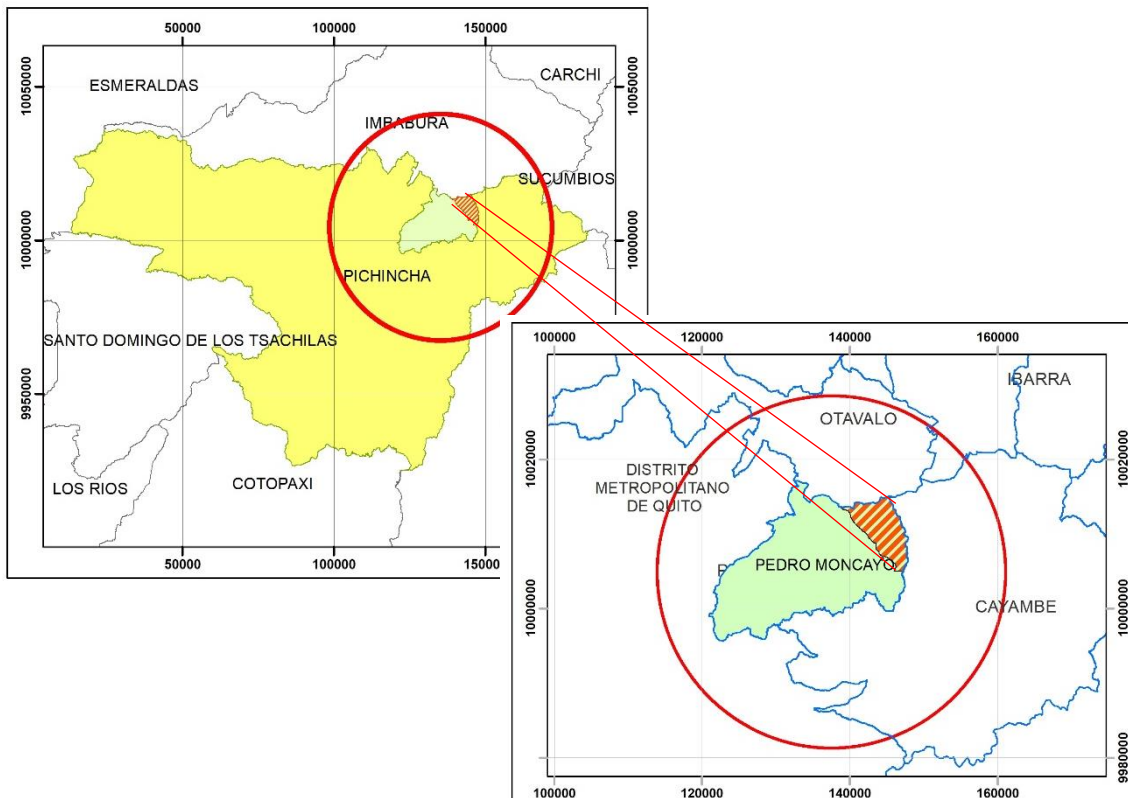 50000 100000 150000
ESMERALDAS
CARCHI
IMBABURA
SUCUMBIOS
PICHINCHA
SANTO DOMINGO DE LOS TSACHILAS
LOS RIOS
COTOPAXI
10050000
10000000
9950000
10050000
10000000
50000 100000
100000 120000 140000 160000
IBARRA
OTAVALO
DISTRITO
METROPOLITANO
DE QUITO
PEDRO MONCAYO
CAYAMBE
10020000
10000000
9980000
10020000
10000000
9980000
100000 120000 140000 160000